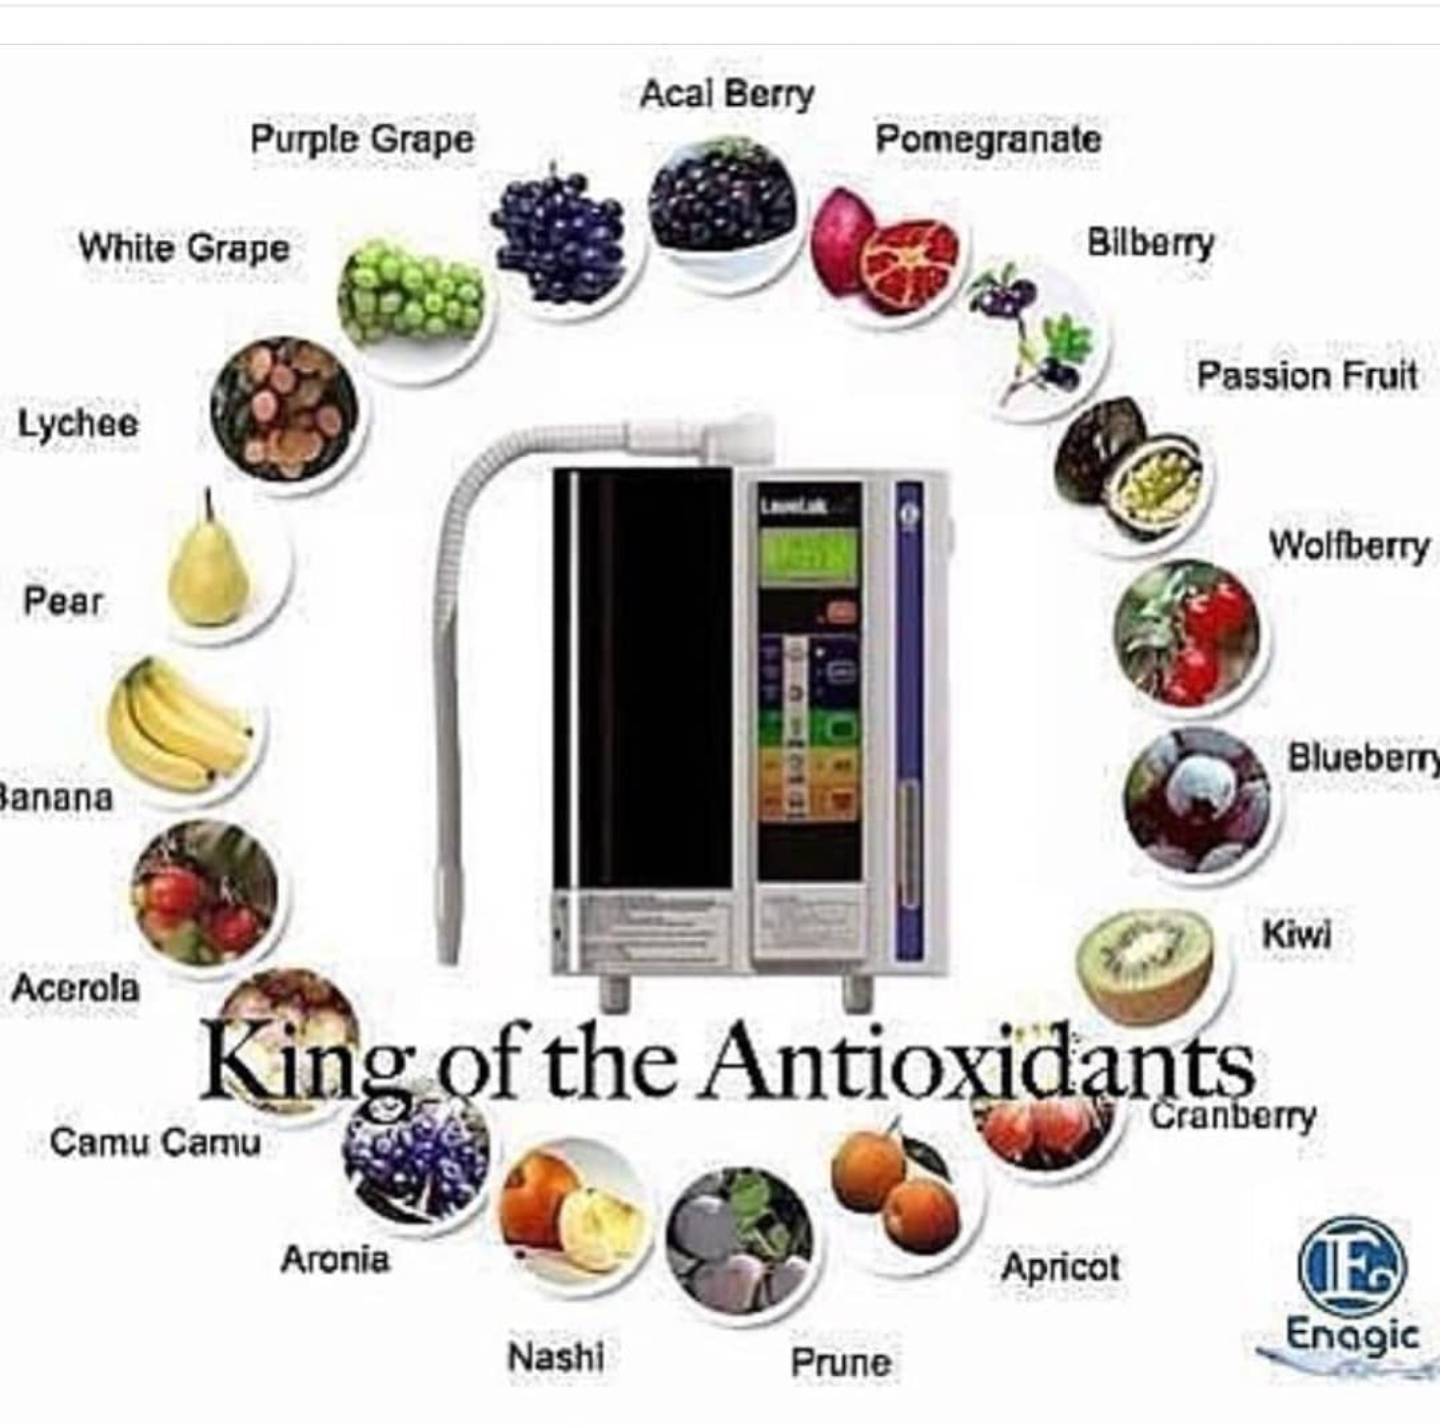 Acai Berry
Purple Grape
Pomegranate
White Grape
Bilberry
Passion Fruit
Lychee
Wolfberry
Pear
Blueberry
Banana
Kiwi
Acerola
King of the Antioxidants
Cranberry
Camu Camu
Aronia
Apricot
Enagic
Nashi
Prune